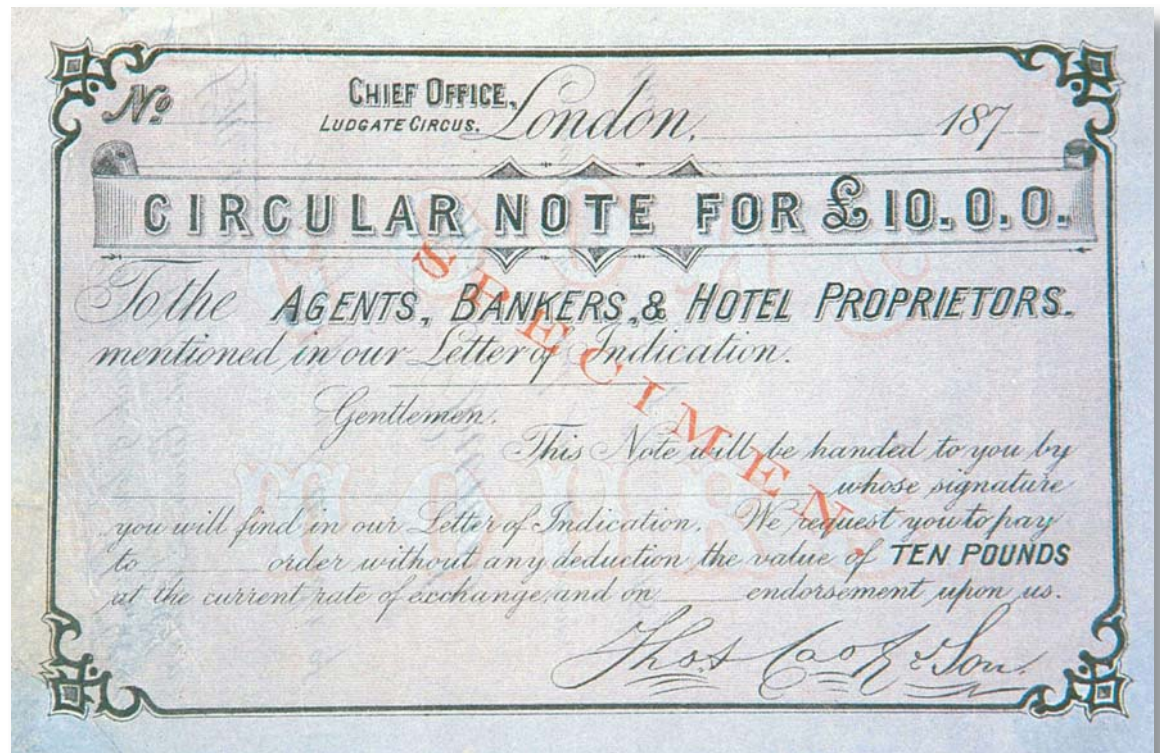 No
CHIEF OFFICE,
LUDGATE CIRCUS. London, 187
CIRCULAR NOTE FOR £10.0.0.
To the AGENTS, BANKERS, & HOTEL PROPRIETORS.
mentioned in our Letter of Indication.
Gentlemen.
This Note will be handed to you by
whose signature
you will find in our Letter of Indication. We request you to pay
to order without any deduction the value of TEN POUNDS
at the current rate of exchange, and on endorsement upon us.
Thos Cook & Son.
SPECIMEN.
COOK'S
TOURS